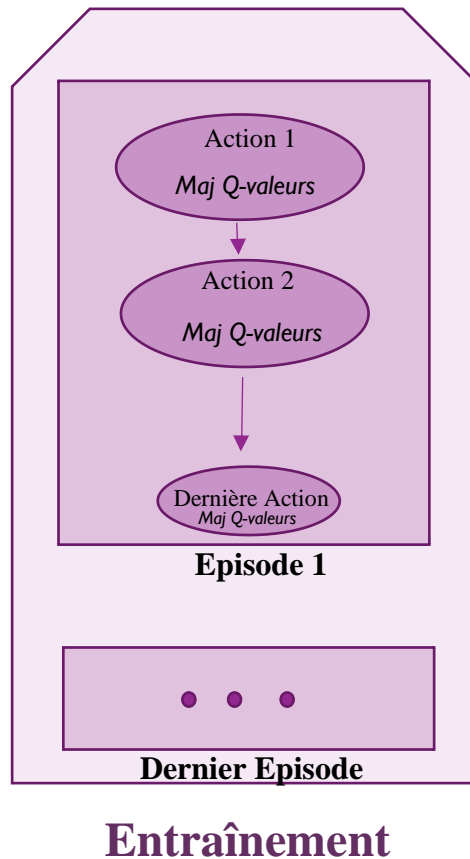 Action 1
Maj Q-valeurs
Action 2
Maj Q-valeurs
Dernière Action
Maj Q-valeurs
Episode 1
Dernier Episode
Entraînement